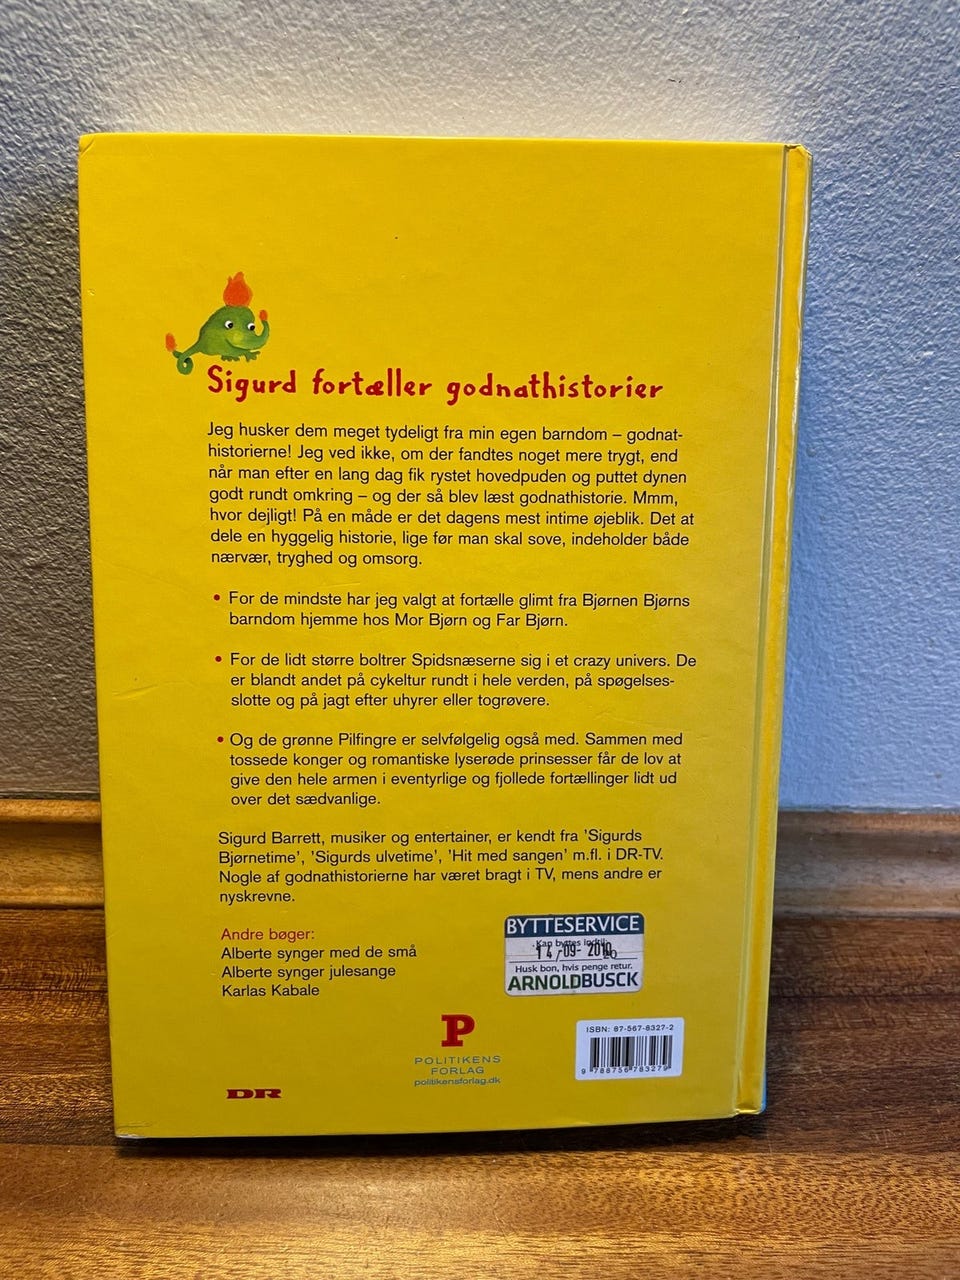 Sigurd fortæller godnathistorier
Jeg husker dem meget tydeligt fra min egen barndom – godnat-
historierne! Jeg ved ikke, om der fandtes noget mere trygt, end
når man efter en lang dag fik rystet hovedpuden og puttet dynen
godt rundt omkring – og der så blev læst godnathistorie. Mmm,
hvor dejligt! På en måde er det dagens mest intime øjeblik. Det at
dele en hyggelig historie, lige før man skal sove, indeholder både
nærvær, tryghed og omsorg.
• For de mindste har jeg valgt at fortælle glimt fra Bjørnen Bjørns
barndom hjemme hos Mor Bjørn og Far Bjørn.
• For de lidt større boltrer Spidsnæserne sig i et crazy univers. De
er blandt andet på cykeltur rundt i hele verden, på spøgelses-
slotte og på jagt efter uhyrer eller togrøvere.
• Og de grønne Pilfingre er selvfølgelig også med. Sammen med
tossede konger og romantiske lyserøde prinsesser får de lov at
give den hele armen i eventyrlige og fjollede fortællinger lidt ud
over det sædvanlige.
Sigurd Barrett, musiker og entertainer, er kendt fra ’Sigurds
Bjørnetime’, ’Sigurds ulvetime’, ’Hit med sangen’ m.fl. i DR-TV.
Nogle af godnathistorierne har været bragt i TV, mens andre er
nyskrevne.
Andre bøger:
Alberte synger med de små
Alberte synger julesange
Karlas Kabale
BYTTESERVICE
Kan byttes indtil
14-09-2010
Husk bon, hvis penge retur.
ARNOLDBUSCK
P
POLITIKENS
FORLAG
politikensforlag.dk
DR
ISBN: 87-567-8327-2
9 788756 783279